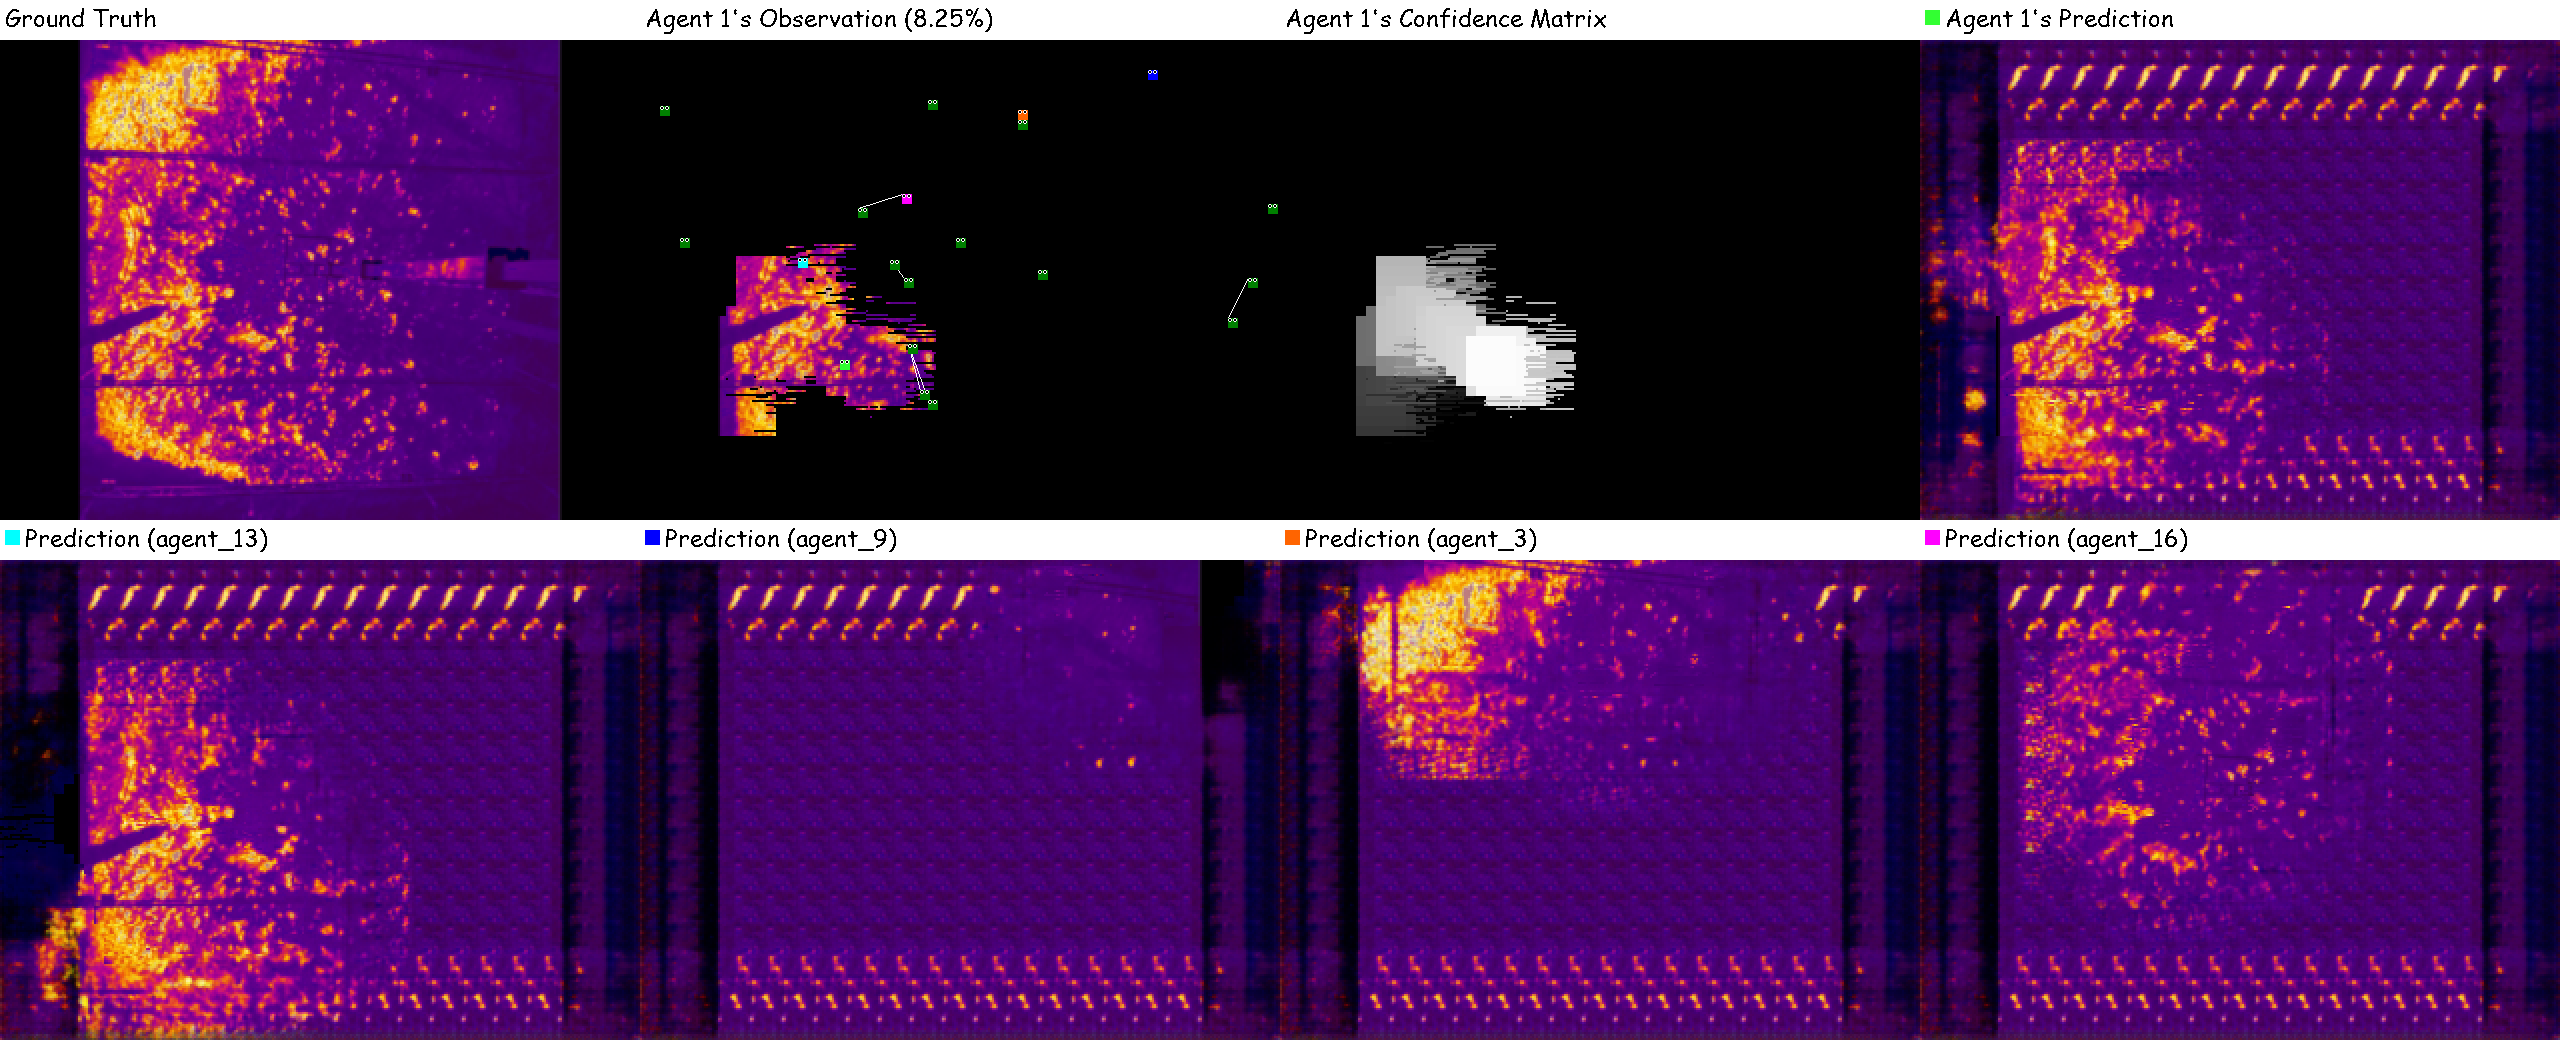 Ground Truth
Agent 1's Observation (8.25%)
Agent 1's Confidence Matrix
Agent 1's Prediction
Prediction (agent_13)
Prediction (agent_9)
Prediction (agent_3)
Prediction (agent_16)